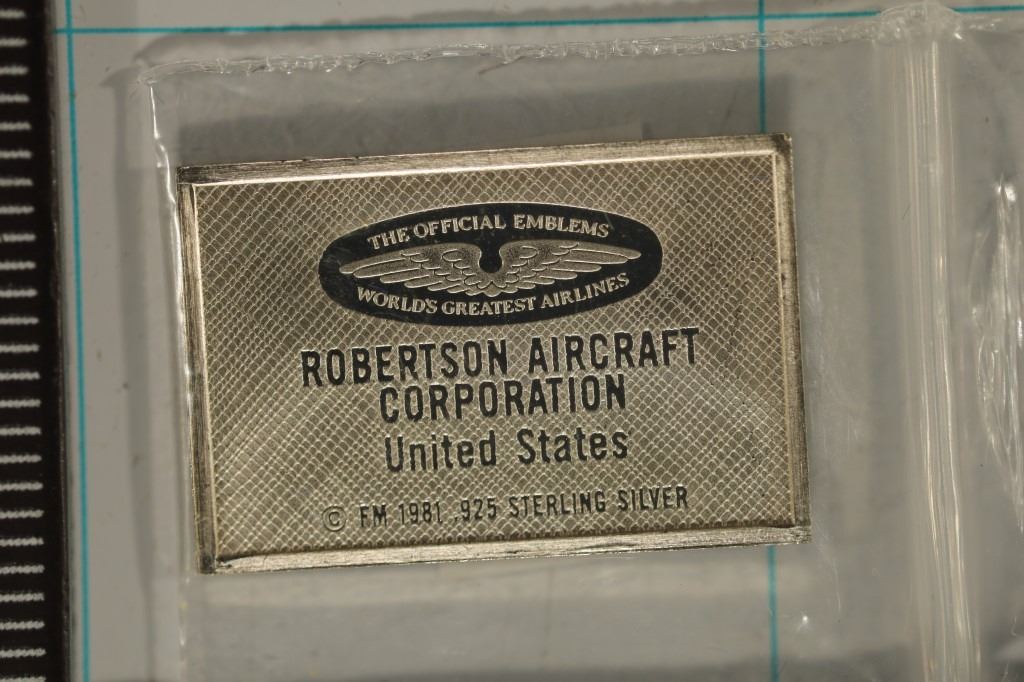 THE OFFICIAL EMBLEMS
WORLD'S GREATEST AIRLINES
ROBERTSON AIRCRAFT
CORPORATION
United States
© FM 1981 .925 STERLING SILVER